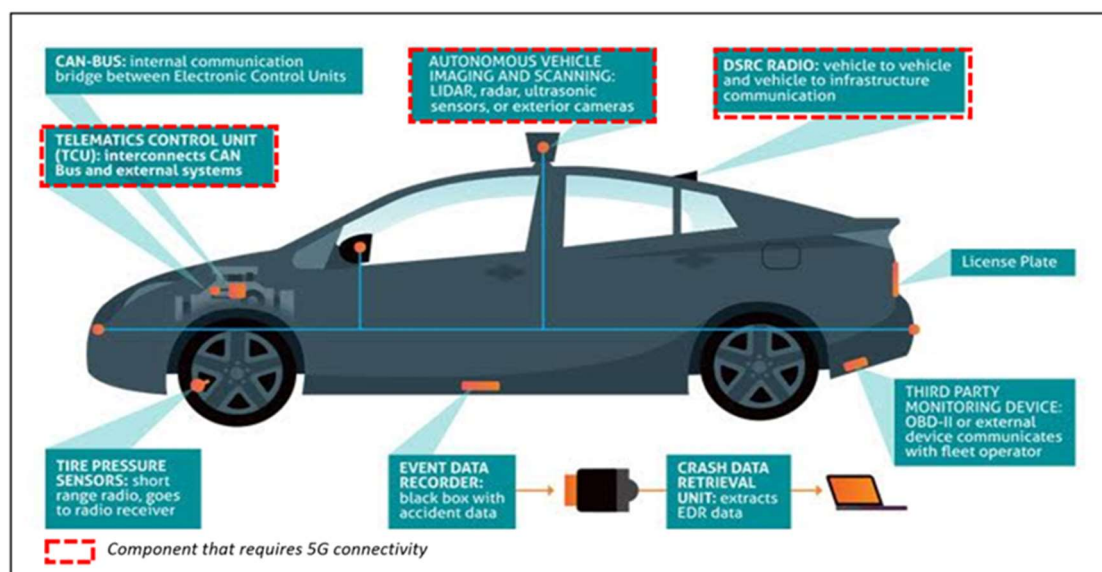 CAN-BUS: internal communication
bridge between Electronic Control Units
AUTONOMOUS VEHICLE
IMAGING AND SCANNING:
LIDAR, radar, ultrasonic
sensors, or exterior cameras
DSRC RADIO: vehicle to vehicle
and vehicle to infrastructure
communication
TELEMATICS CONTROL UNIT
(TCU): interconnects CAN
Bus and external systems
License Plate
THIRD PARTY
MONITORING DEVICE:
OBD-II or external
device communicates
with fleet operator
TIRE PRESSURE
SENSORS: short
range radio, goes
to radio receiver
EVENT DATA
RECORDER:
black box with
accident data
CRASH DATA
RETRIEVAL
UNIT: extracts
EDR data
Component that requires 5G connectivity